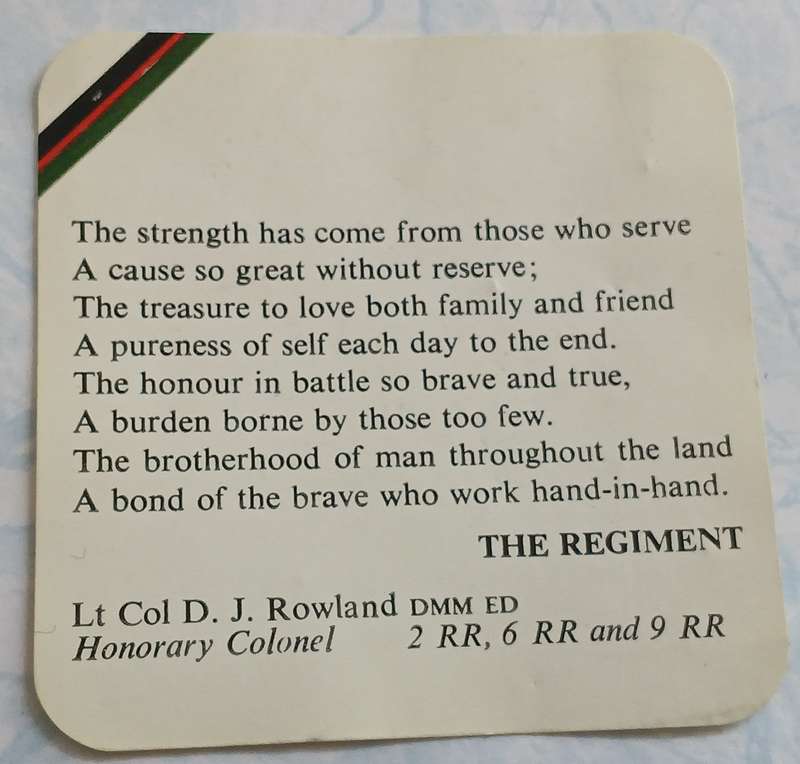 The strength has come from those who serve
A cause so great without reserve;
The treasure to love both family and friend
A pureness of self each day to the end.
The honour in battle so brave and true,
A burden borne by those too few.
The brotherhood of man throughout the land
A bond of the brave who work hand-in-hand.
THE REGIMENT
Lt Col D. J. Rowland DMM ED
Honorary Colonel 2 RR, 6 RR and 9 RR